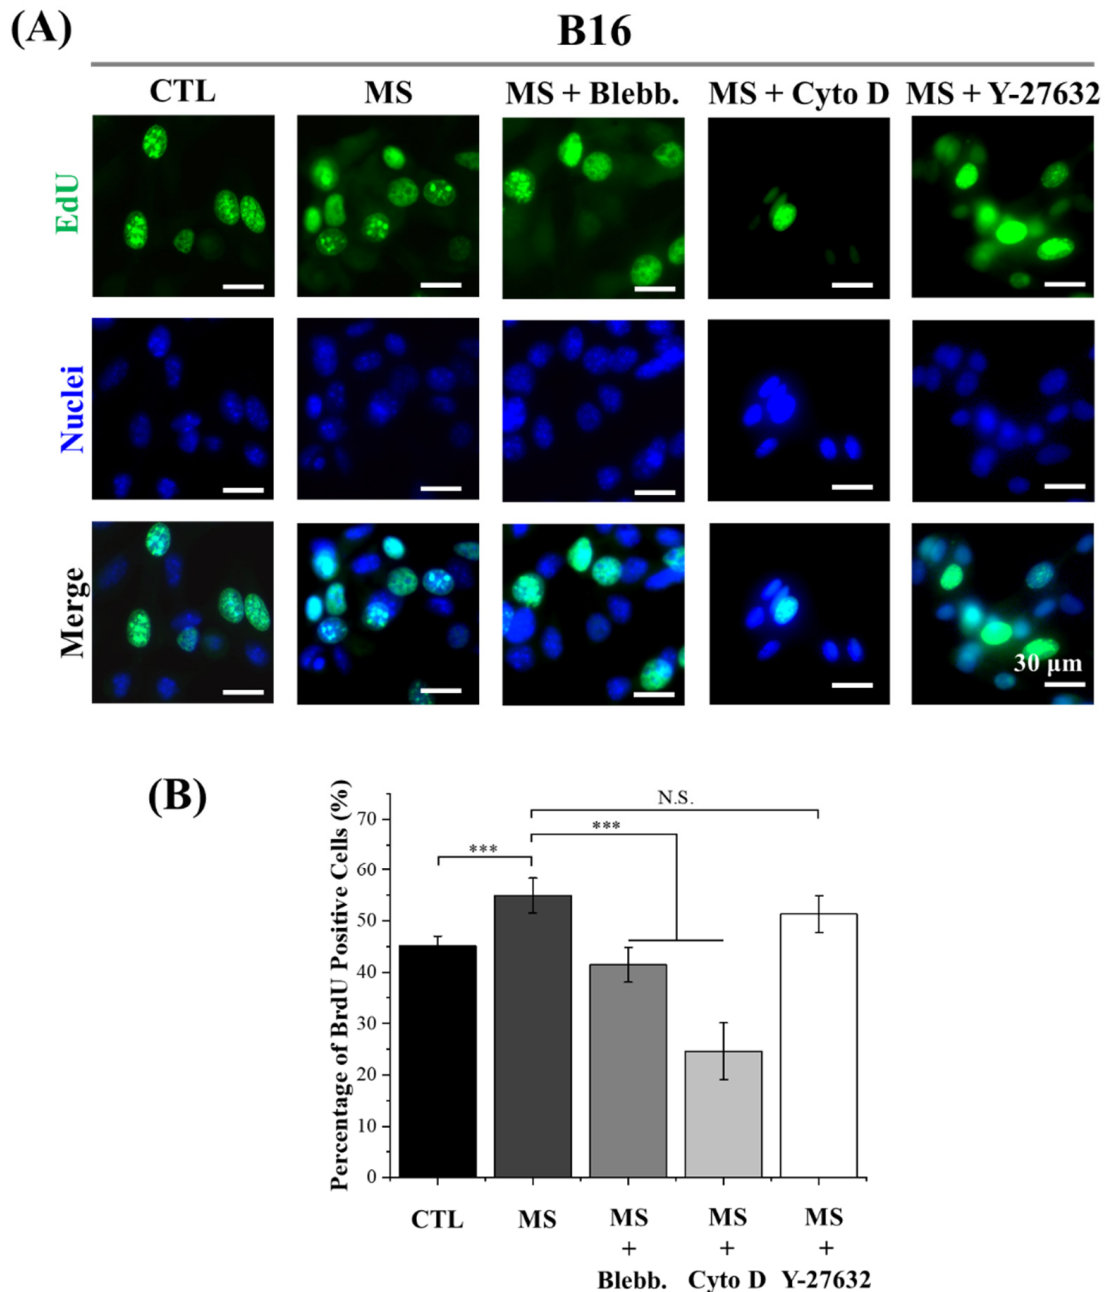 (A)
B16
CTL MS MS + Blebb. MS + Cyto D MS + Y-27632
EdU
Nuclei
Merge
30 µm
(B)
Percentage of BrdU Positive Cells (%)
70
60
50
40
30
20
10
0
N.S.
***
***
CTL MS MS MS MS
+ + +
Blebb. Cyto D Y-27632